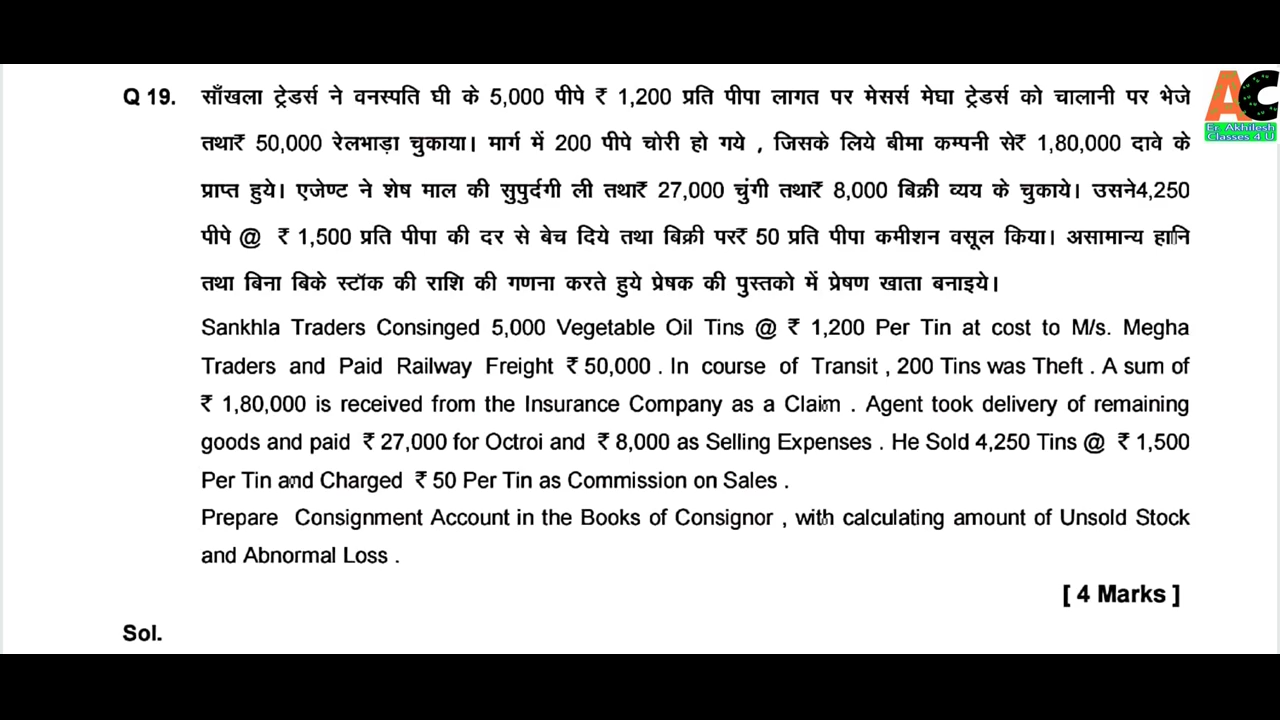 AC
Er. Akhilesh
Classes 4 U
Q 19. साँखला ट्रेडर्स ने वनस्पति घी के 5,000 पीपे ₹ 1,200 प्रति पीपा लागत पर मेसर्स मेघा ट्रेडर्स को चालानी पर भेजे
तथा₹ 50,000 रेलभाड़ा चुकाया। मार्ग में 200 पीपे चोरी हो गये , जिसके लिये बीमा कम्पनी से₹ 1,80,000 दावे के
प्राप्त हुये। एजेण्ट ने शेष माल की सुपुर्दगी ली तथा₹ 27,000 चुंगी तथा₹ 8,000 बिक्री व्यय के चुकाये। उसने4,250
पीपे @ ₹ 1,500 प्रति पीपा की दर से बेच दिये तथा बिक्री पर₹ 50 प्रति पीपा कमीशन वसूल किया। असामान्य हानि
तथा बिना बिके स्टॉक की राशि की गणना करते हुये प्रेषक की पुस्तको में प्रेषण खाता बनाइये।
Sankhla Traders Consinged 5,000 Vegetable Oil Tins @ ₹ 1,200 Per Tin at cost to M/s. Megha
Traders and Paid Railway Freight ₹ 50,000 . In course of Transit , 200 Tins was Theft . A sum of
₹ 1,80,000 is received from the Insurance Company as a Claim . Agent took delivery of remaining
goods and paid ₹ 27,000 for Octroi and ₹ 8,000 as Selling Expenses . He Sold 4,250 Tins @ ₹ 1,500
Per Tin and Charged ₹ 50 Per Tin as Commission on Sales .
Prepare Consignment Account in the Books of Consignor , with calculating amount of Unsold Stock
and Abnormal Loss .
[ 4 Marks ]
Sol.